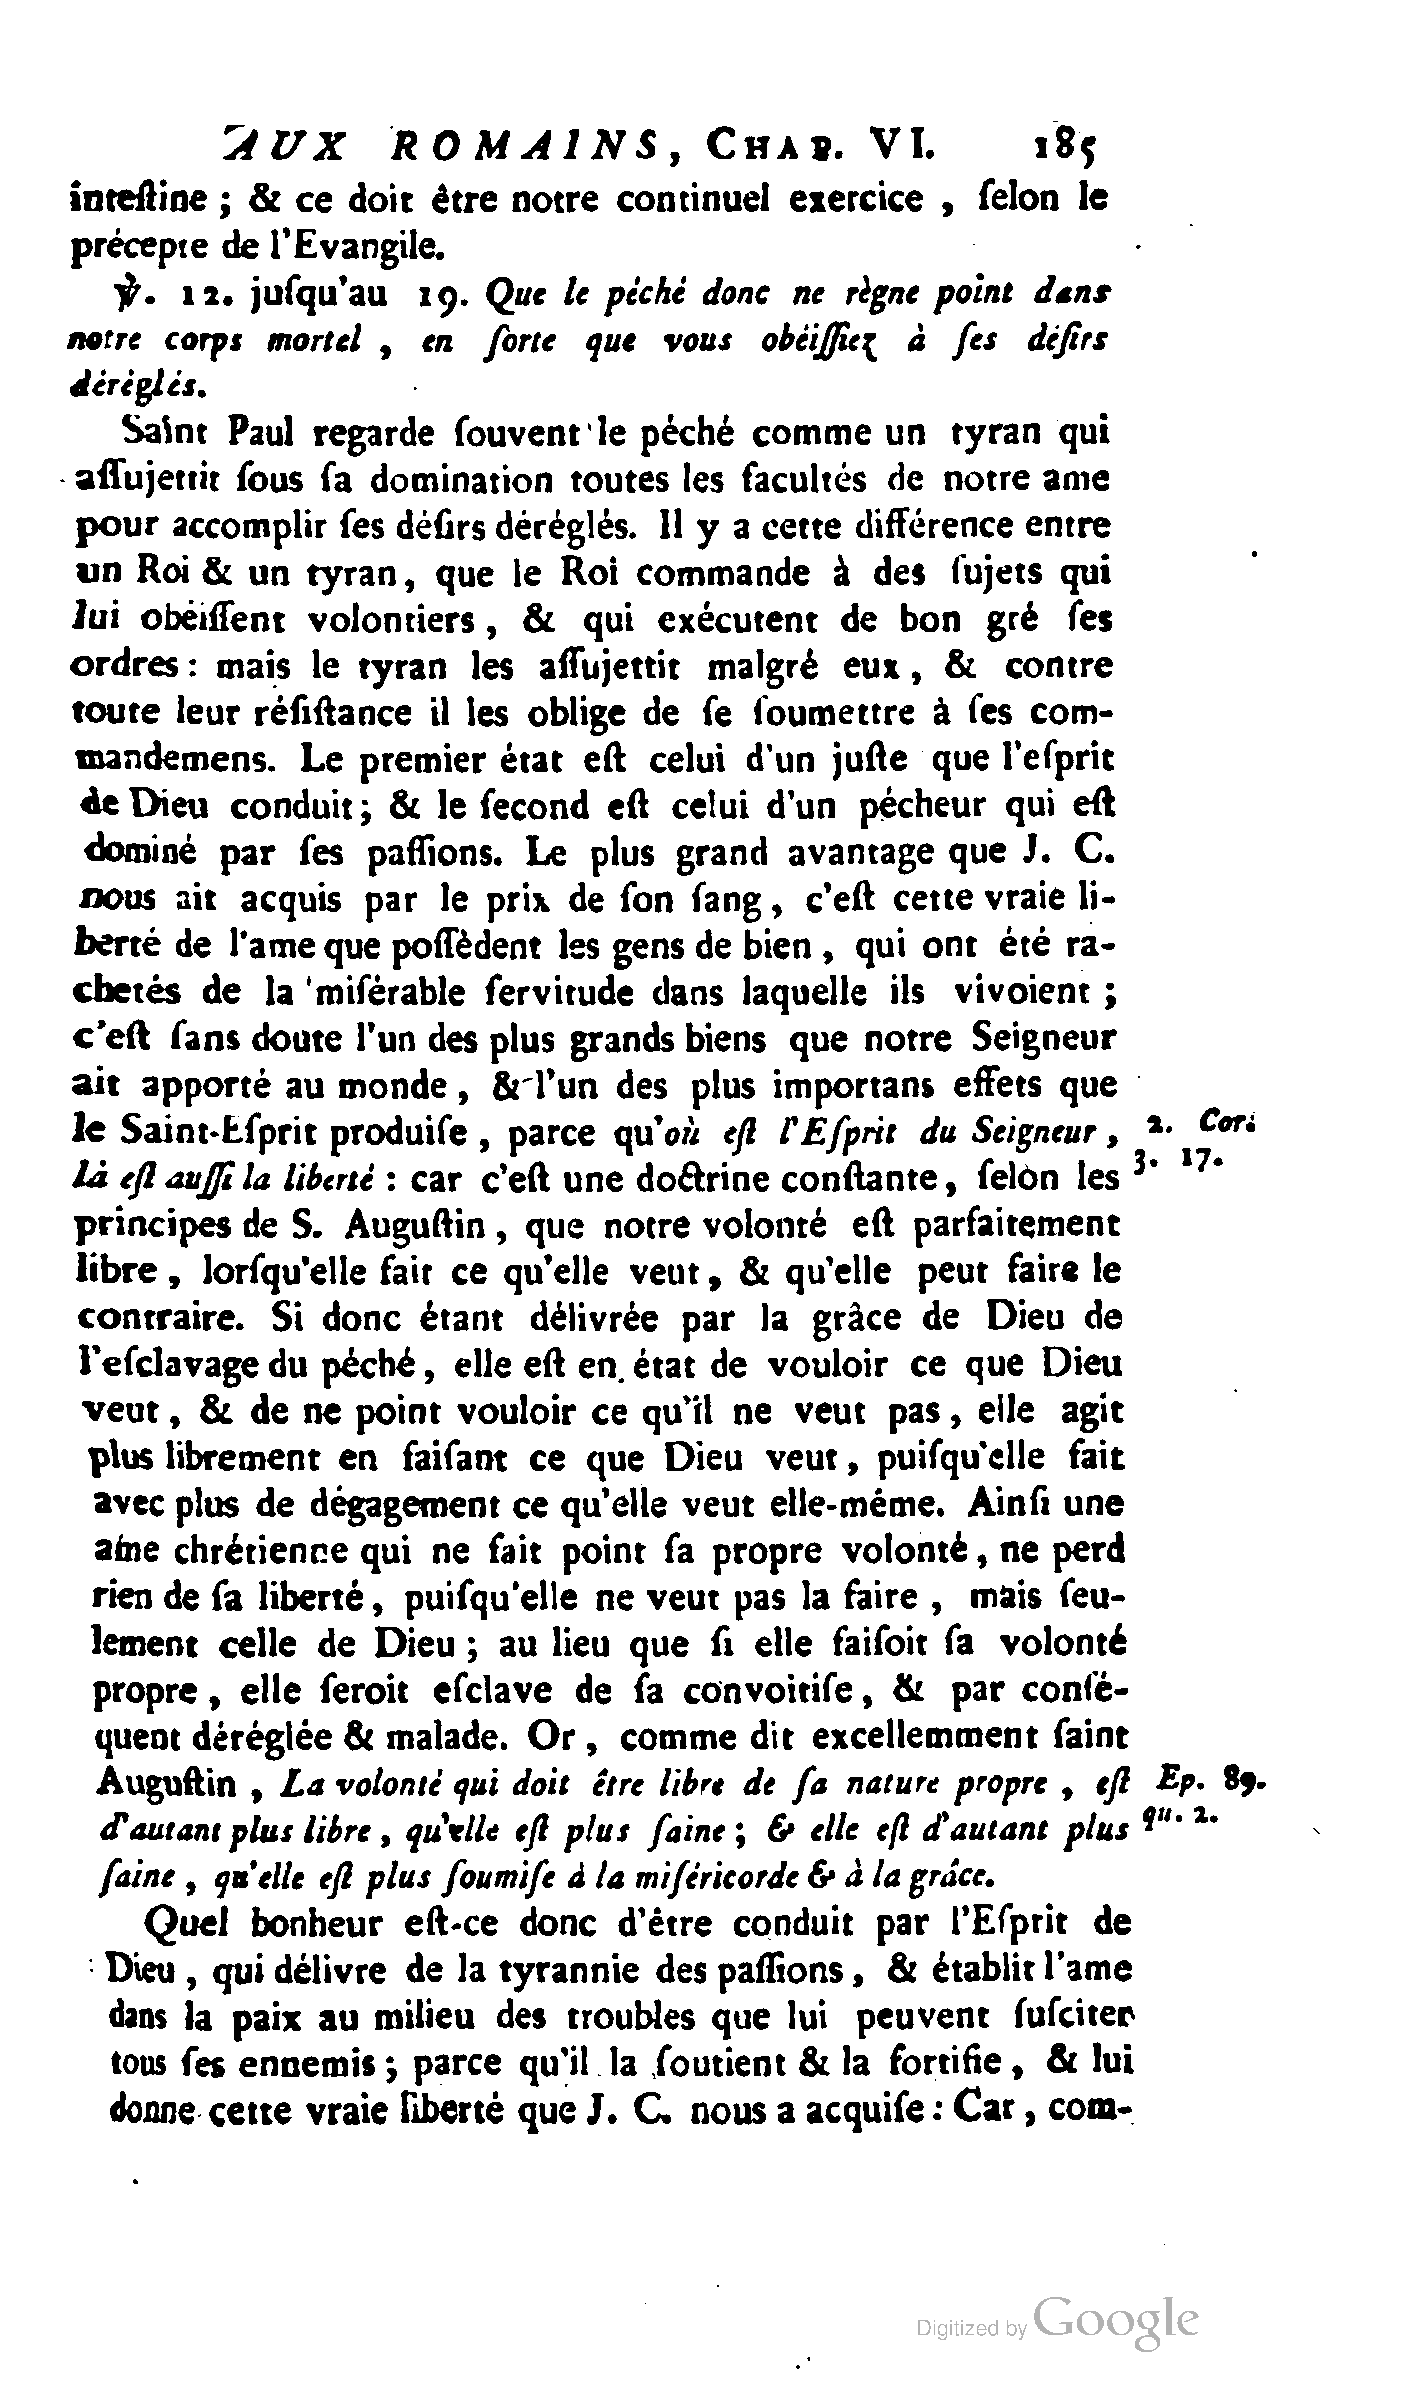 AUX ROMAINS, CHAP. VI. 185
inteſtine ; & ce doit être notre continuel exercice , ſelon le
précepte de l'Evangile.
℣. 12. juſqu'au 19. Que le péché donc ne règne point dans
notre corps mortel , en ſorte que vous obéiſſiez à ſes déſirs
déréglés.
Saint Paul regarde ſouvent le péché comme un tyran qui
aſſujettit ſous ſa domination toutes les facultés de notre ame
pour accomplir ſes déſirs déréglés. Il y a cette différence entre
un Roi & un tyran, que le Roi commande à des ſujets qui
lui obéiſſent volontiers , & qui exécutent de bon gré ſes
ordres : mais le tyran les aſſujettit malgré eux , & contre
toute leur réſiſtance il les oblige de ſe ſoumettre à ſes com-
mandemens. Le premier état eſt celui d'un juſte que l'eſprit
de Dieu conduit ; & le ſecond eſt celui d'un pécheur qui eſt
dominé par ſes paſſions. Le plus grand avantage que J. C.
nous ait acquis par le prix de ſon ſang , c'eſt cette vraie li-
berté de l'ame que poſſèdent les gens de bien , qui ont été ra-
chetés de la miſérable ſervitude dans laquelle ils vivoient ;
c'eſt ſans doute l'un des plus grands biens que notre Seigneur
ait apporté au monde , & l'un des plus importans effets que
le Saint-Eſprit produiſe , parce qu'où eſt l'Eſprit du Seigneur , 2. Cor.
là eſt auſſi la liberté : car c'eſt une doctrine conſtante , ſelon les 3. 17.
principes de S. Auguſtin , que notre volonté eſt parfaitement
libre , lorſqu'elle fait ce qu'elle veut , & qu'elle peut faire le
contraire. Si donc étant délivrée par la grâce de Dieu de
l'eſclavage du péché , elle eſt en état de vouloir ce que Dieu
veut , & de ne point vouloir ce qu'il ne veut pas , elle agit
plus librement en faiſant ce que Dieu veut , puiſqu'elle fait
avec plus de dégagement ce qu'elle veut elle-même. Ainſi une
ame chrétienne qui ne fait point ſa propre volonté , ne perd
rien de ſa liberté , puiſqu'elle ne veut pas la faire , mais ſeu-
lement celle de Dieu ; au lieu que ſi elle faiſoit ſa volonté
propre , elle ſeroit eſclave de ſa convoitiſe , & par conſé-
quent déréglée & malade. Or , comme dit excellemment ſaint
Auguſtin , La volonté qui doit être libre de ſa nature propre , eſt Ep. 89.
d'autant plus libre , qu'elle eſt plus ſaine ; & elle eſt d'autant plus qu. 2.
ſaine , qu'elle eſt plus ſoumiſe à la miſéricorde & à la grâce.
Quel bonheur eſt-ce donc d'être conduit par l'Eſprit de
Dieu , qui délivre de la tyrannie des paſſions , & établit l'ame
dans la paix au milieu des troubles que lui peuvent ſuſciter
tous ſes ennemis ; parce qu'il la ſoutient & la fortifie , & lui
donne cette vraie liberté que J. C. nous a acquiſe : Car , com-
Digitized by Google